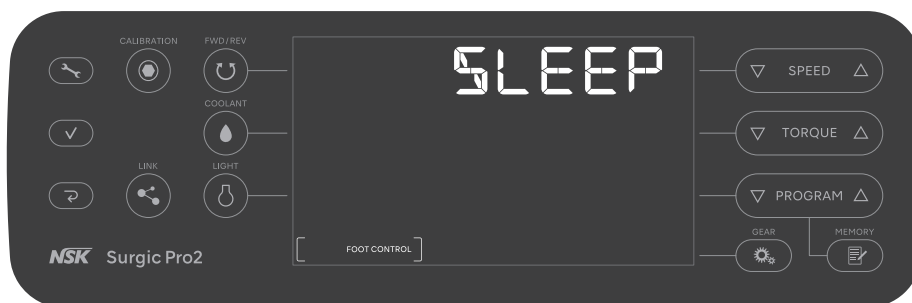 CALIBRATION FWD/REV
SLEEP
SPEED
COOLANT
TORQUE
LINK LIGHT
PROGRAM
GEAR MEMORY
FOOT CONTROL
NSK Surgic Pro2